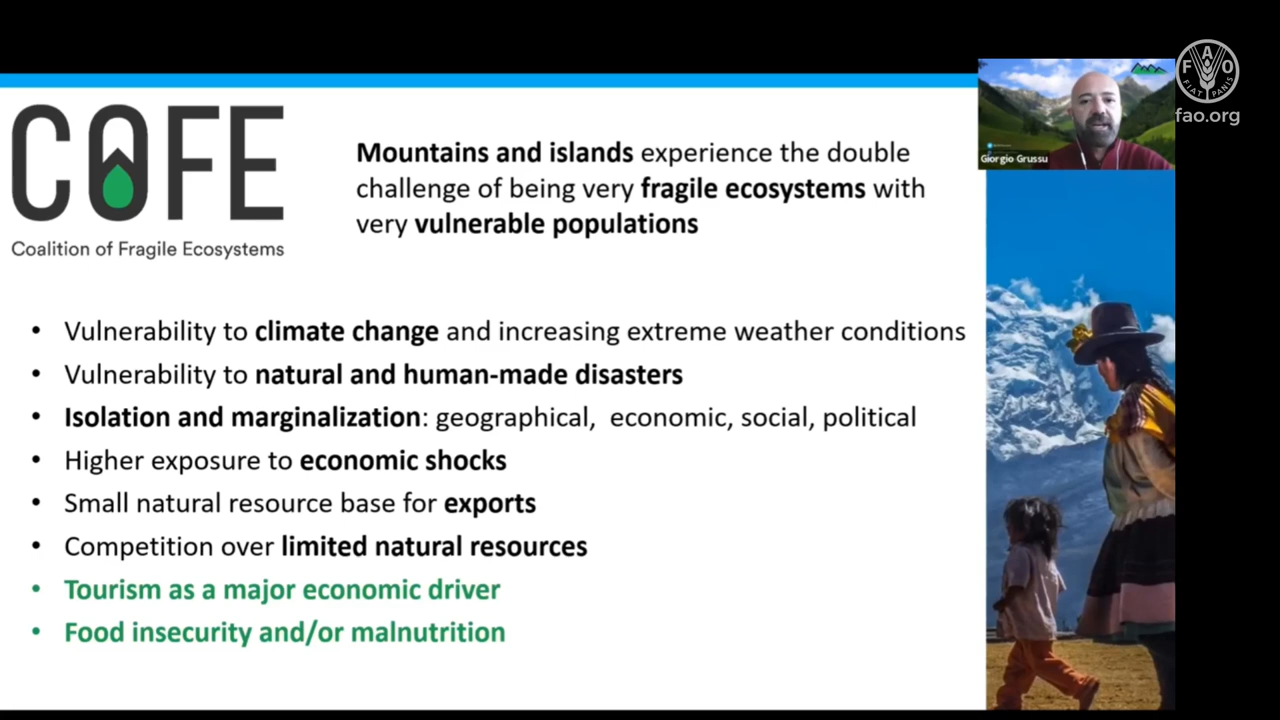 COFE
Coalition of Fragile Ecosystems
Mountains and islands experience the double
challenge of being very fragile ecosystems with
very vulnerable populations
• Vulnerability to climate change and increasing extreme weather conditions
• Vulnerability to natural and human-made disasters
• Isolation and marginalization: geographical, economic, social, political
• Higher exposure to economic shocks
• Small natural resource base for exports
• Competition over limited natural resources
• Tourism as a major economic driver
• Food insecurity and/or malnutrition
Giorgio Grussu
F A O
FIAT PANIS
fao.org